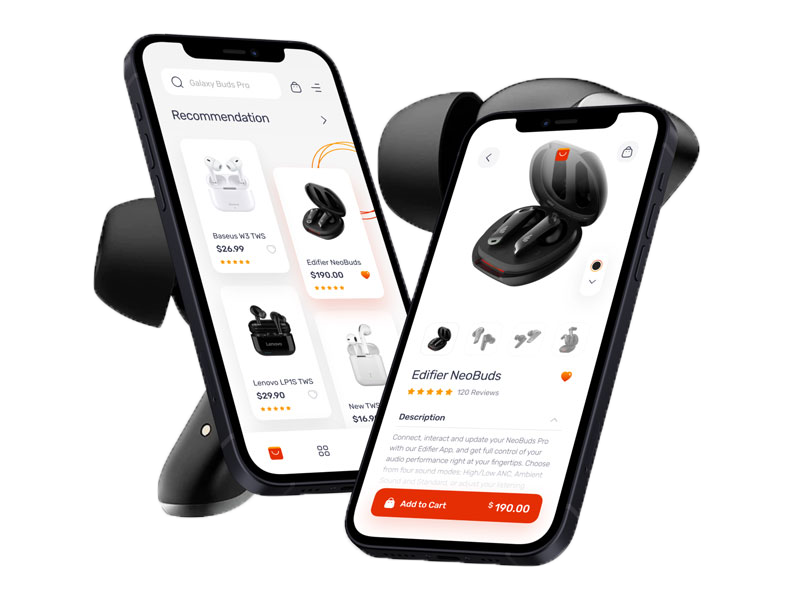 Galaxy Buds Pro
Recommendation
Baseus W3 TWS
$26.99
Edifier NeoBuds
$190.00
Lenovo
Lenovo LP1S TWS
$29.90
New TWS
Edifier NeoBuds
120 Reviews
Description
Connect, interact and update your NeoBuds Pro
with our Edifier App, and get full control of your
audio performance right at your fingertips. Choose
from four sound modes: High/Low ANC, Ambient
Sound and Standard, or adjust your listening
Add to Cart
$ 190.00